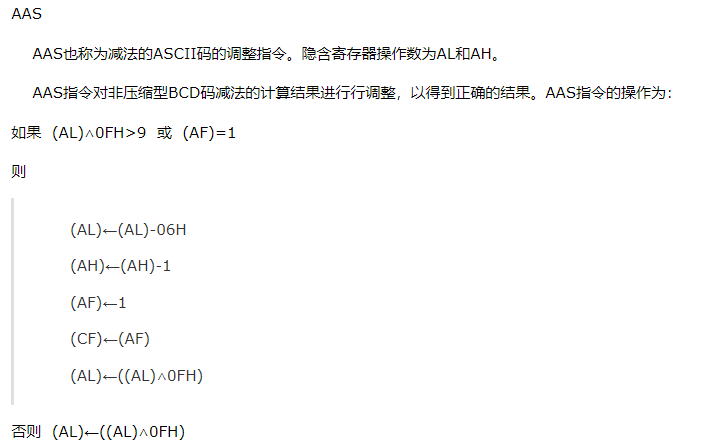 AAS
AAS也称为减法的ASCII码的调整指令。隐含寄存器操作数为AL和AH。
AAS指令对非压缩型BCD码减法的计算结果进行行调整，以得到正确的结果。AAS指令的操作为：
如果 (AL)∧0FH>9 或 (AF)=1
则
(AL)←(AL)-06H
(AH)←(AH)-1
(AF)←1
(CF)←(AF)
(AL)←((AL)∧0FH)
否则 (AL)←((AL)∧0FH)